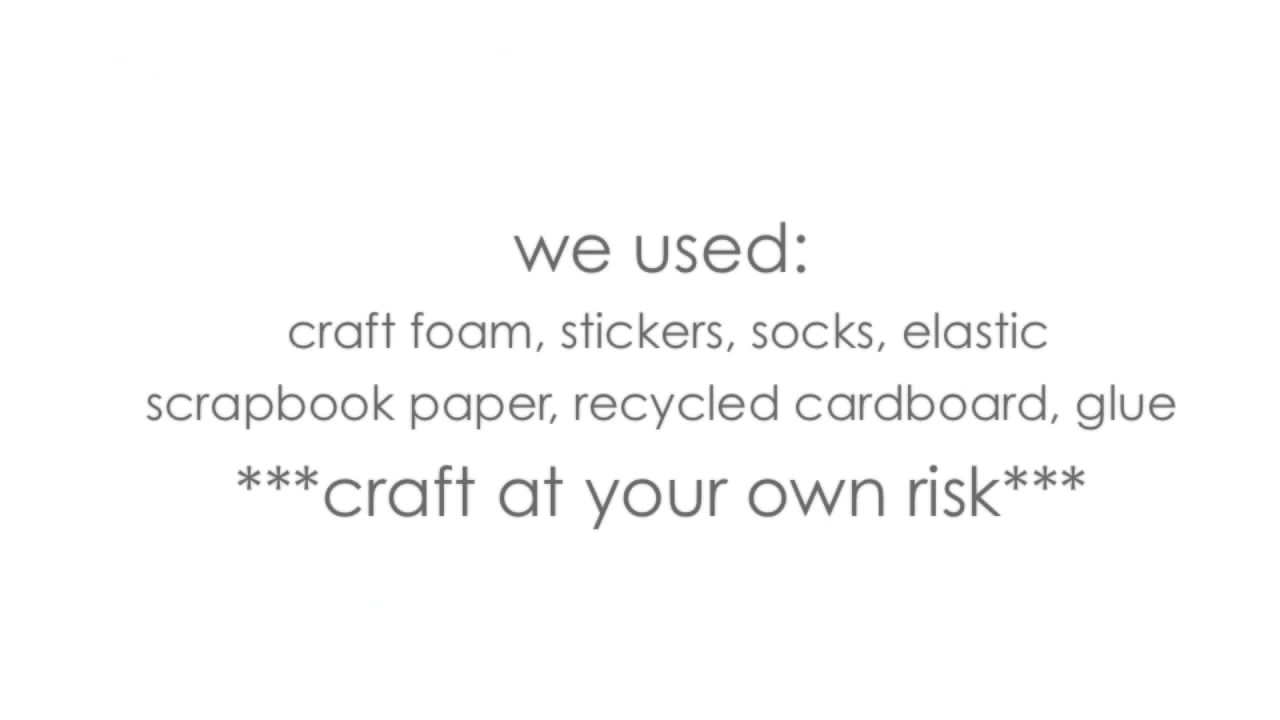 we used:
craft foam, stickers, socks, elastic
scrapbook paper, recycled cardboard, glue
***craft at your own risk***